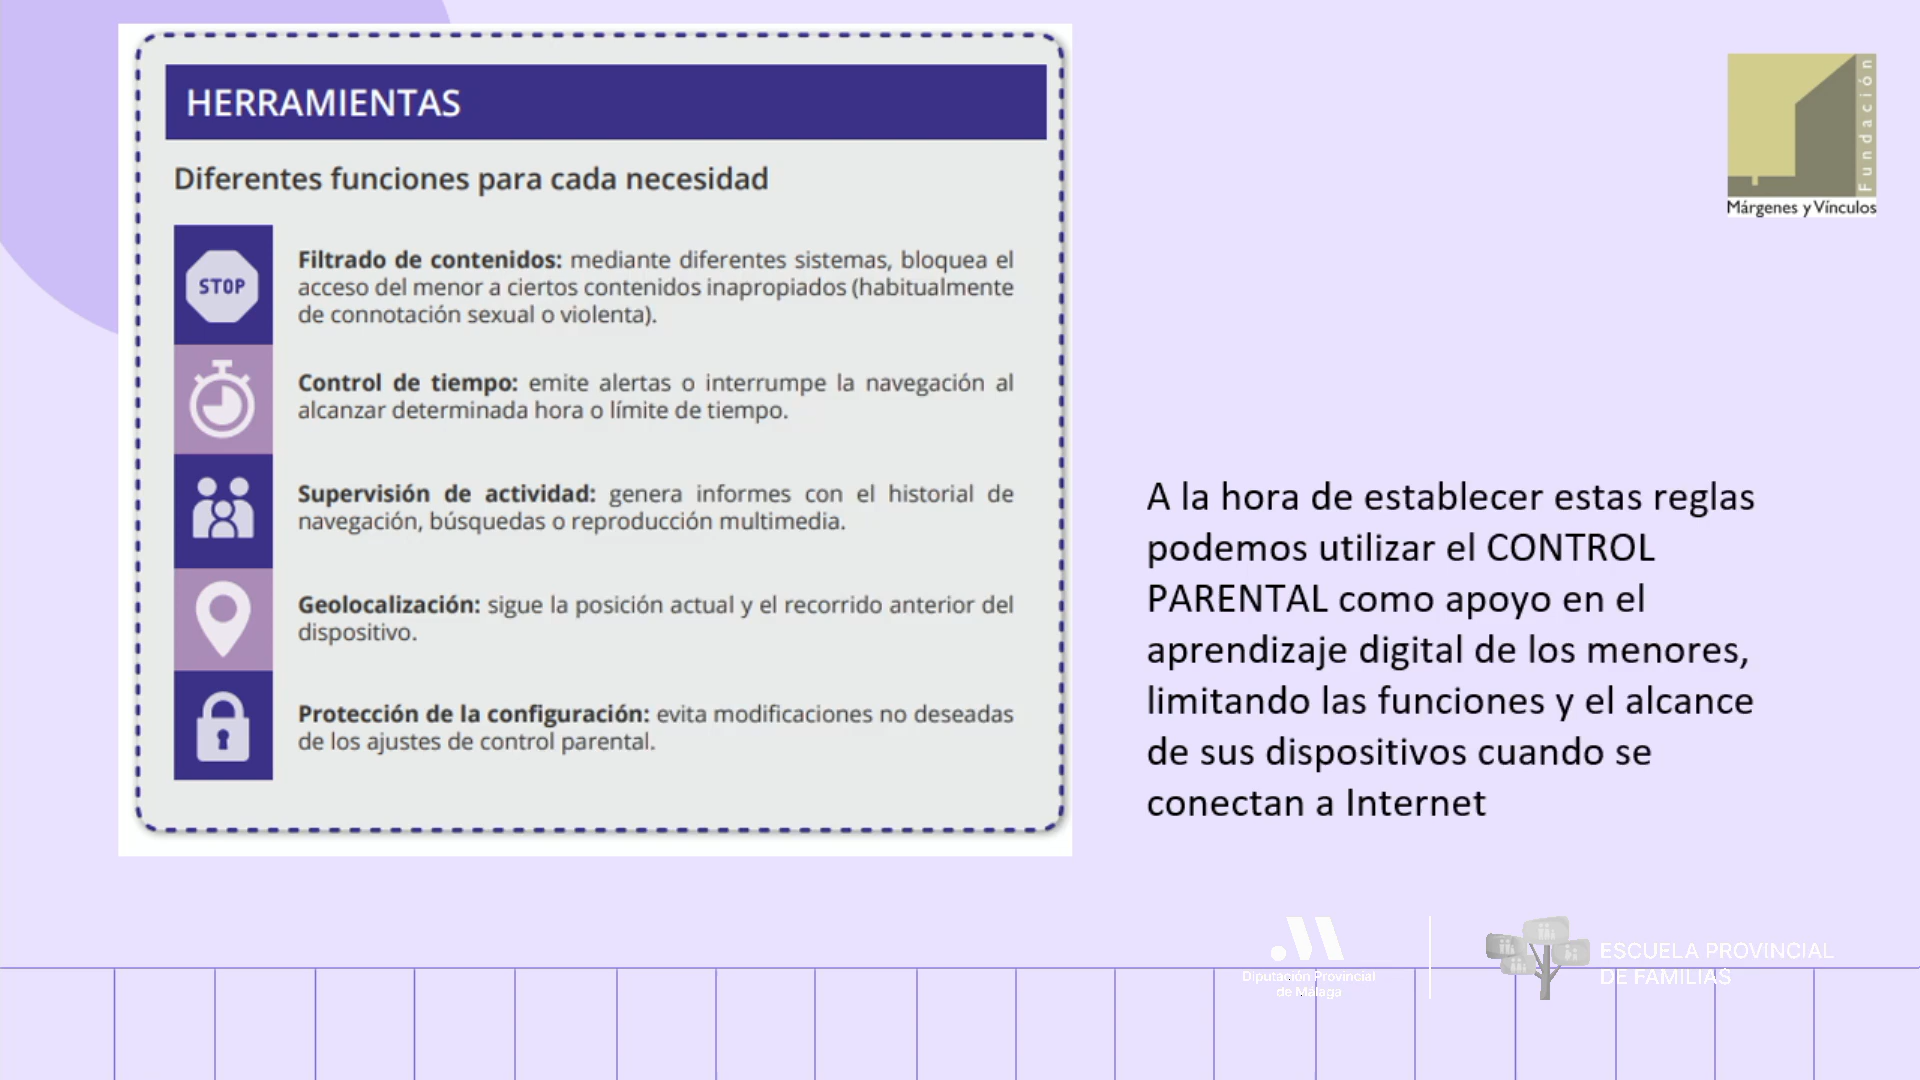 HERRAMIENTAS
Diferentes funciones para cada necesidad
STOP
Filtrado de contenidos: mediante diferentes sistemas, bloquea el
acceso del menor a ciertos contenidos inapropiados (habitualmente
de connotación sexual o violenta).
Control de tiempo: emite alertas o interrumpe la navegación al
alcanzar determinada hora o límite de tiempo.
Supervisión de actividad: genera informes con el historial de
navegación, búsquedas o reproducción multimedia.
Geolocalización: sigue la posición actual y el recorrido anterior del
dispositivo.
Protección de la configuración: evita modificaciones no deseadas
de los ajustes de control parental.
Fundación
Márgenes y Vínculos
A la hora de establecer estas reglas
podemos utilizar el CONTROL
PARENTAL como apoyo en el
aprendizaje digital de los menores,
limitando las funciones y el alcance
de sus dispositivos cuando se
conectan a Internet
Diputación Provincial
de Málaga
ESCUELA PROVINCIAL
DE FAMILIAS